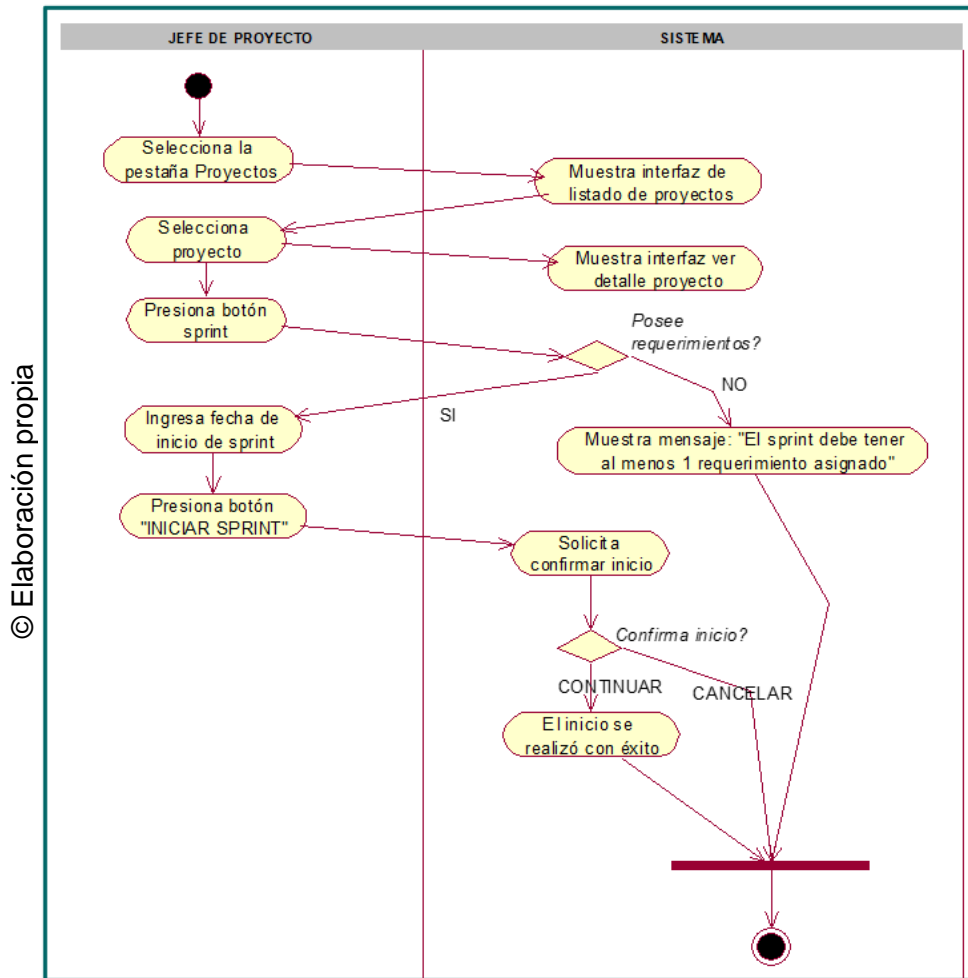 JEFE DE PROYECTO
SISTEMA
Selecciona la
pestaña Proyectos
Muestra interfaz de
listado de proyectos
Selecciona
proyecto
Muestra interfaz ver
detalle proyecto
Presiona botón
sprint
Posee
requerimientos?
NO
SI
Ingresa fecha de
inicio de sprint
Muestra mensaje: "El sprint debe tener
al menos 1 requerimiento asignado"
Presiona botón
"INICIAR SPRINT"
Solicita
confirmar inicio
Confirma inicio?
CONTINUAR
CANCELAR
El inicio se
realizó con éxito
© Elaboración propia